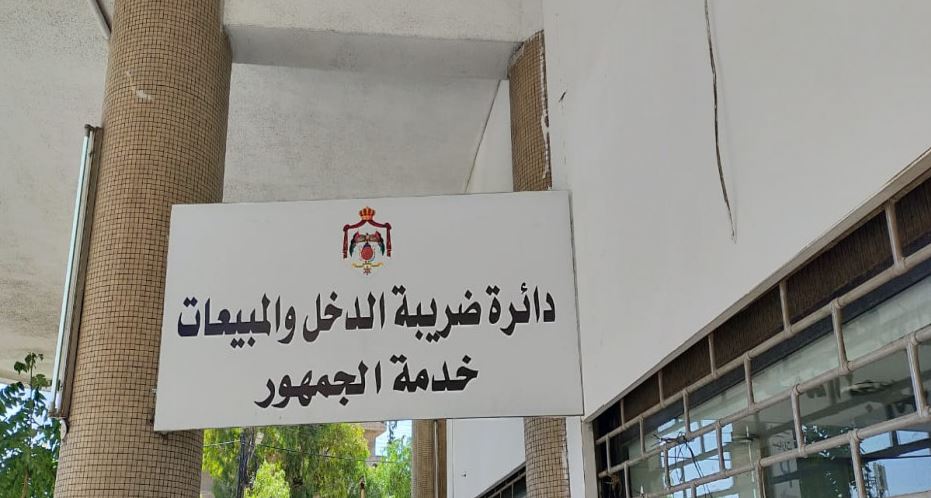 دائرة ضريبة الدخل والمبيعات
خدمة الجمهور